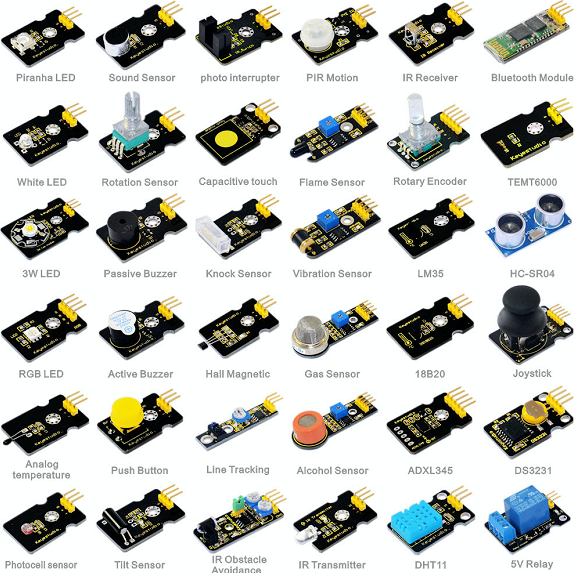 Piranha LED
Sound Sensor
photo interrupter
PIR Motion
IR Receiver
Bluetooth Module
White LED
Rotation Sensor
Capacitive touch
Flame Sensor
Rotary Encoder
TEMT6000
3W LED
Passive Buzzer
Knock Sensor
Vibration Sensor
LM35
HC-SR04
RGB LED
Active Buzzer
Hall Magnetic
Gas Sensor
18B20
Joystick
Analog
temperature
Push Button
Line Tracking
Alcohol Sensor
ADXL345
DS3231
Photocell sensor
Tilt Sensor
IR Obstacle
Avoidance
IR Transmitter
DHT11
5V Relay